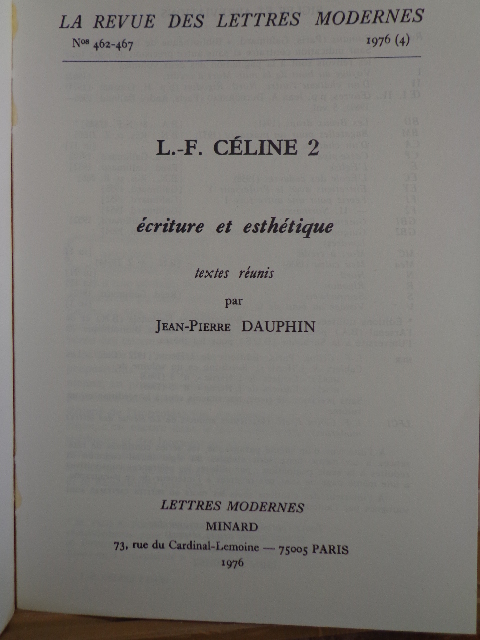 LA REVUE DES LETTRES MODERNES
Nos 462-467 1976 (4)
L.-F. CÉLINE 2
écriture et esthétique
textes réunis
par
JEAN-PIERRE DAUPHIN
LETTRES MODERNES
MINARD
73, rue du Cardinal-Lemoine — 75005 PARIS
1976